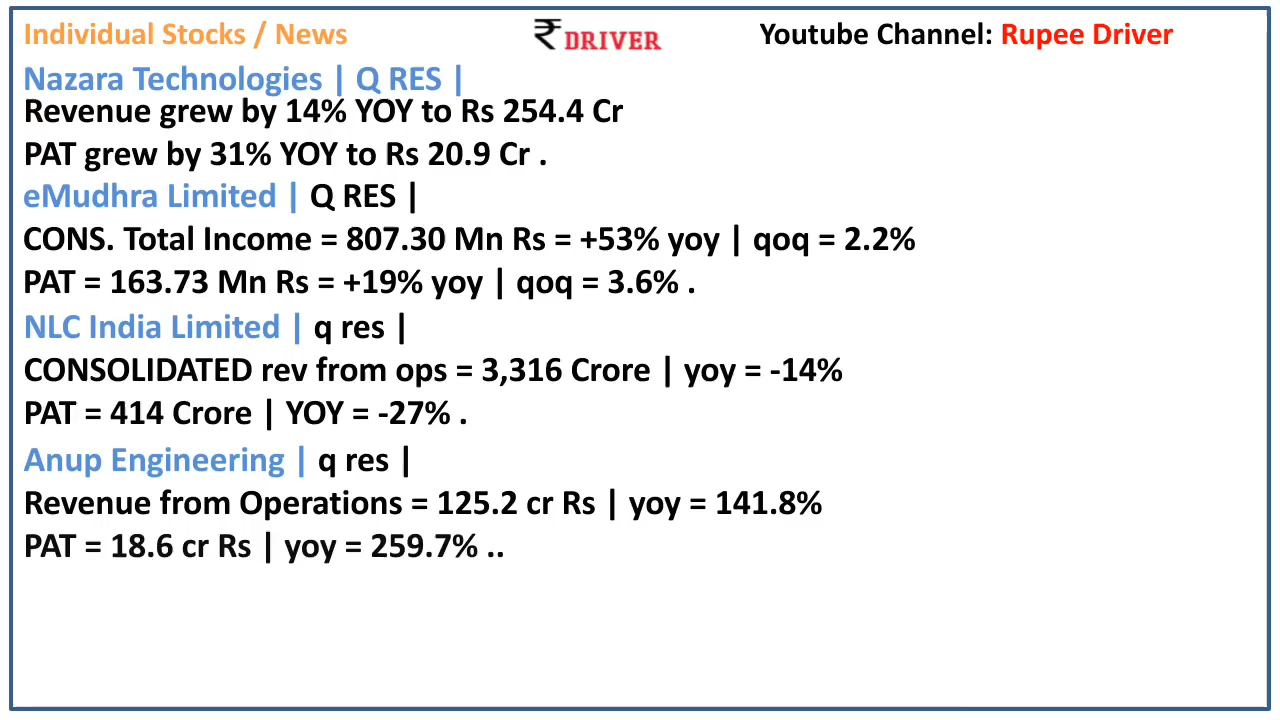 Individual Stocks / News
₹ DRIVER
Youtube Channel: Rupee Driver
Nazara Technologies | Q RES |
Revenue grew by 14% YOY to Rs 254.4 Cr
PAT grew by 31% YOY to Rs 20.9 Cr .
eMudhra Limited | Q RES |
CONS. Total Income = 807.30 Mn Rs = +53% yoy | qoq = 2.2%
PAT = 163.73 Mn Rs = +19% yoy | qoq = 3.6% .
NLC India Limited | q res |
CONSOLIDATED rev from ops = 3,316 Crore | yoy = -14%
PAT = 414 Crore | YOY = -27% .
Anup Engineering | q res |
Revenue from Operations = 125.2 cr Rs | yoy = 141.8%
PAT = 18.6 cr Rs | yoy = 259.7% ..